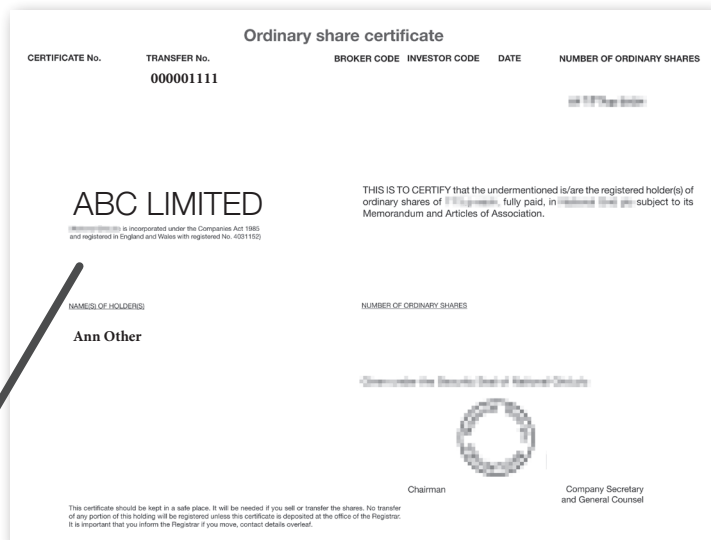 Ordinary share certificate
CERTIFICATE No. TRANSFER No. BROKER CODE INVESTOR CODE DATE NUMBER OF ORDINARY SHARES
000001111
ABC LIMITED
is incorporated under the Companies Act 1985
and registered in England and Wales with registered No. 4031152)
THIS IS TO CERTIFY that the undermentioned is/are the registered holder(s) of
ordinary shares of , fully paid, in subject to its
Memorandum and Articles of Association.
NAME(S) OF HOLDER(S)
NUMBER OF ORDINARY SHARES
Ann Other
Chairman
Company Secretary
and General Counsel
This certificate should be kept in a safe place. It will be needed if you sell or transfer the shares. No transfer
of any portion of this holding will be registered unless this certificate is deposited at the office of the Registrar.
It is important that you inform the Registrar if you move, contact details overleaf.